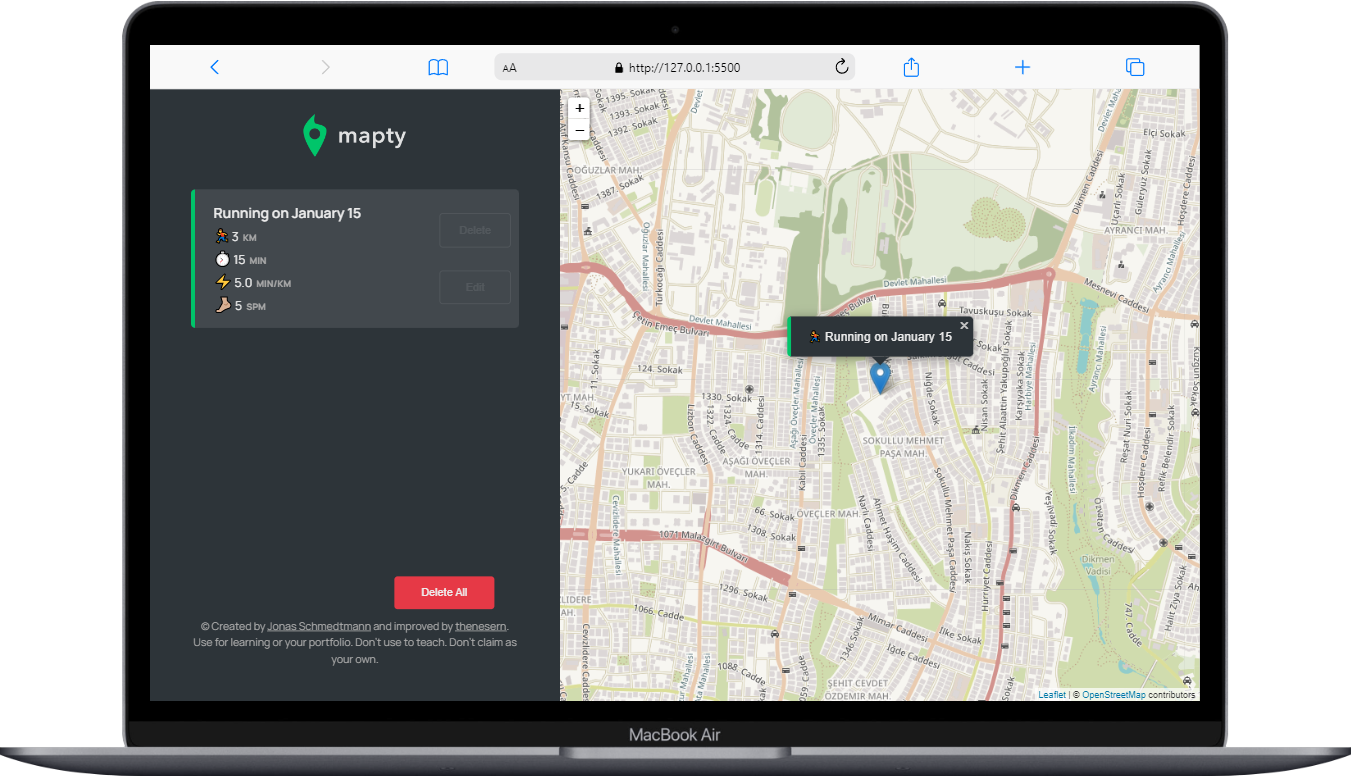 AA
http://127.0.0.1:5500
mapty
Running on January 15
3 KM
15 MIN
5.0 MIN/KM
5 SPM
Delete
Edit
Delete All
© Created by Jonas Schmedtmann and improved by thenesern.
Use for learning or your portfolio. Don't use to teach. Don't claim as
your own.
+
−
1395. Sokak
1393. Sokak
1392. Sokak
OĞUZLAR MAH.
1387. Sokak
Oğuzlar Mahallesi
Türkocağı Caddesi
Devlet Mahallesi
Çetin Emeç Bulvarı
Devlet Mahallesi
Dikmen Caddesi
Elçi Sokak
Güleryüz Sokak
Uçarlı Sokak
Hoşdere Caddesi
AYRANCI MAH.
Ayrancı Mahallesi
Mesnevi Caddesi
Tavuskuşu Sokak
Running on January 15
×
11. Sokak
124. Sokak
15. Sokak
1330. Sokak
1324. Cadde
1322. Cadde
1314. Cadde
Lizbon Caddesi
Aşağı Öveçler Mahallesi
Öveçler Mahallesi
1335. Sokak
Kabil Caddesi
AŞAĞI ÖVEÇLER
MAH.
YUKARI ÖVEÇLER
MAH.
Niğde Sokak
Nisan Sokak
Şehit Alaattin Yakupoğlu Sokak
Karşıyaka Sokak
Harbiye Mahallesi
Ayrancı Mahallesi
Kuzgun Sokak
SOKULLU MEHMET
PAŞA MAH.
Sokullu Mehmet Paşa Caddesi
Ahmet Haşim Caddesi
Narlı Caddesi
Dikmen Caddesi
İlkadım Mahallesi
Reşat Nuri Sokak
Hoşdere Caddesi
Refik Belendir Sokak
Cevizlidere Mahallesi
66. Sokak
1308. Sokak
ÖVEÇLER MAH.
1071 Malazgirt Bulvarı
Yeşilvadi Sokak
Özvatan Caddesi
Nakış Sokak
Hürriyet Caddesi
Dikmen
Vadisi
1296. Sokak
1066. Cadde
Mimar Caddesi
İlke Sokak
İğde Caddesi
1346. Sokak
747. Cadde
Halit Ziya Sokak
Cevizlidere Caddesi
1088. Cadde
ŞEHİT CEVDET
ÖZDEMİR MAH.
Leaflet | © OpenStreetMap contributors
MacBook Air